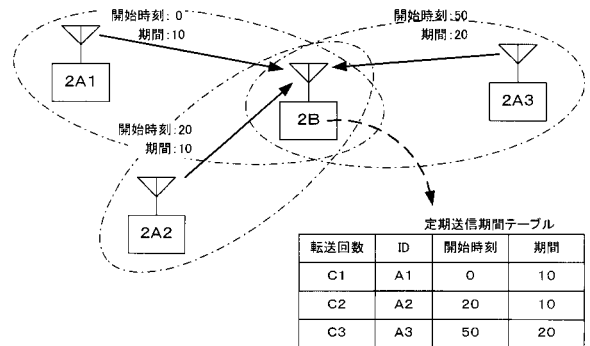 開始時刻:0
期間:10
開始時刻:50
期間:20
2A1
2B
2A3
開始時刻:20
期間:10
2A2
定期送信期間テーブル
転送回数 ID 開始時刻 期間
C1 A1 0 10
C2 A2 20 10
C3 A3 50 20